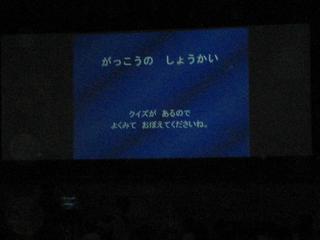 がっこうの　しょうかい
クイズが　あるので
よくみて　おぼえてくださいね。